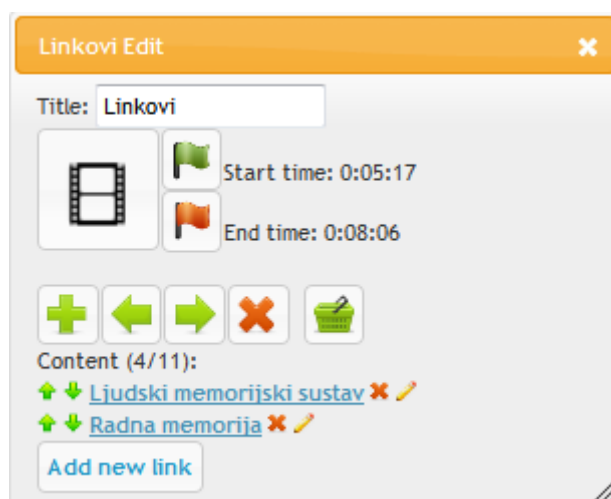 Linkovi Edit
Title: Linkovi
Start time: 0:05:17
End time: 0:08:06
Content (4/11):
Ljudski memorijski sustav
Radna memorija
Add new link